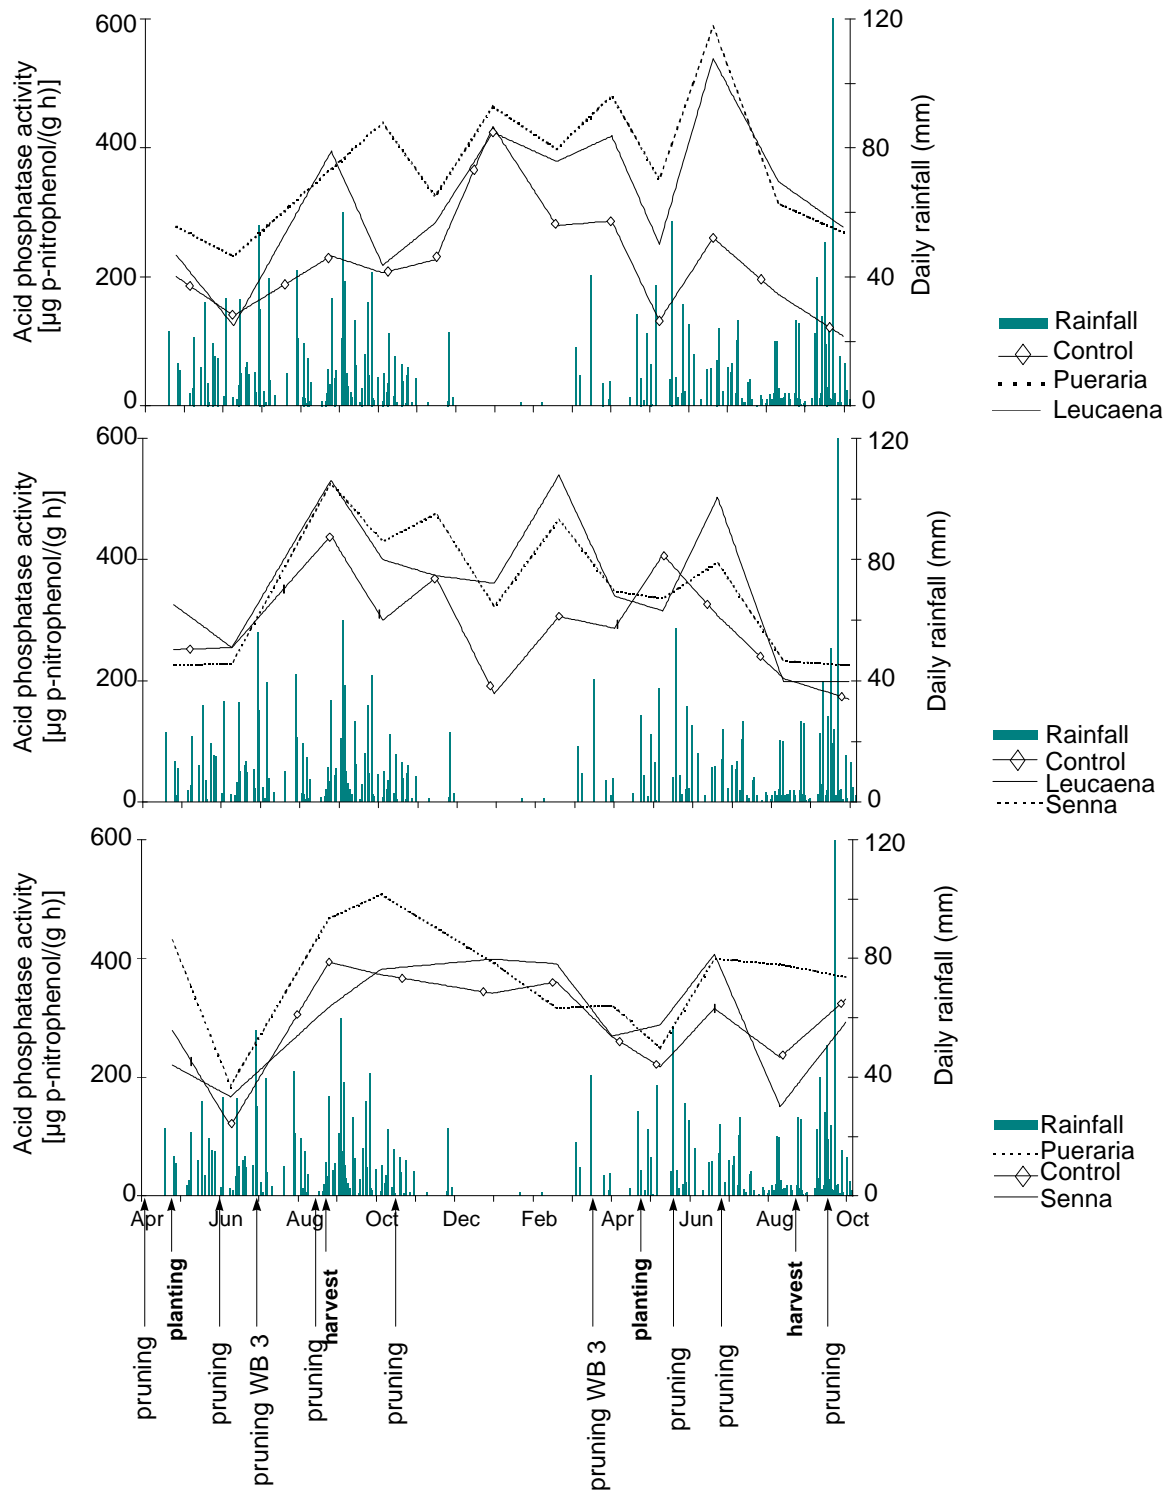 600
400
200
0
Acid phosphatase activity
[µg p-nitrophenol/(g h)]
120
80
40
0
Daily rainfall (mm)
Rainfall
Control
Pueraria
Leucaena
600
400
200
0
Acid phosphatase activity
[µg p-nitrophenol/(g h)]
120
80
40
0
Daily rainfall (mm)
Rainfall
Control
Leucaena
Senna
600
400
200
0
Acid phosphatase activity
[µg p-nitrophenol/(g h)]
120
80
40
0
Daily rainfall (mm)
Rainfall
Pueraria
Control
Senna
Apr Jun Aug Oct Dec Feb Apr Jun Aug Oct
pruning
planting
pruning
pruning WB 3
pruning
harvest
pruning
pruning WB 3
planting
pruning
pruning
harvest
pruning